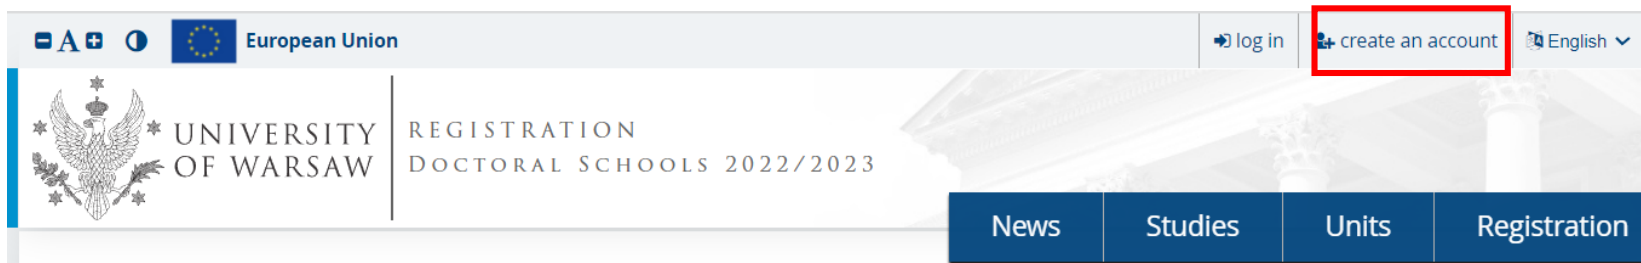 A European Union log in create an account English
UNIVERSITY OF WARSAW
REGISTRATION
DOCTORAL SCHOOLS 2022/2023
News Studies Units Registration